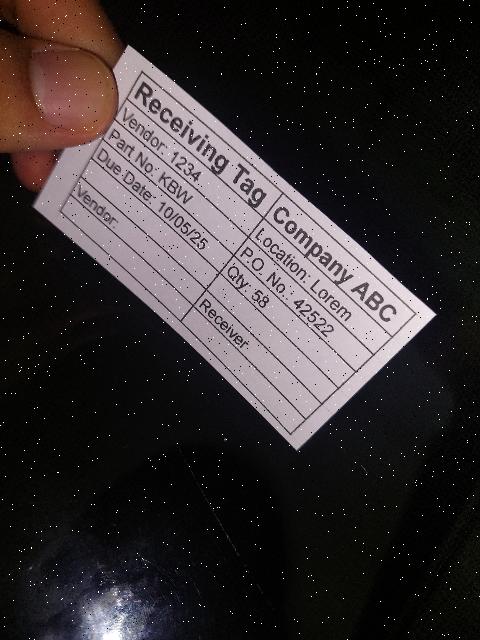 Receiving Tag Company ABC
Vendor: 1234 Location: Lorem
Part No. KBW P.O. No.: 42522
Due Date: 10/05/25 Qty. 58
Vendor: Receiver: